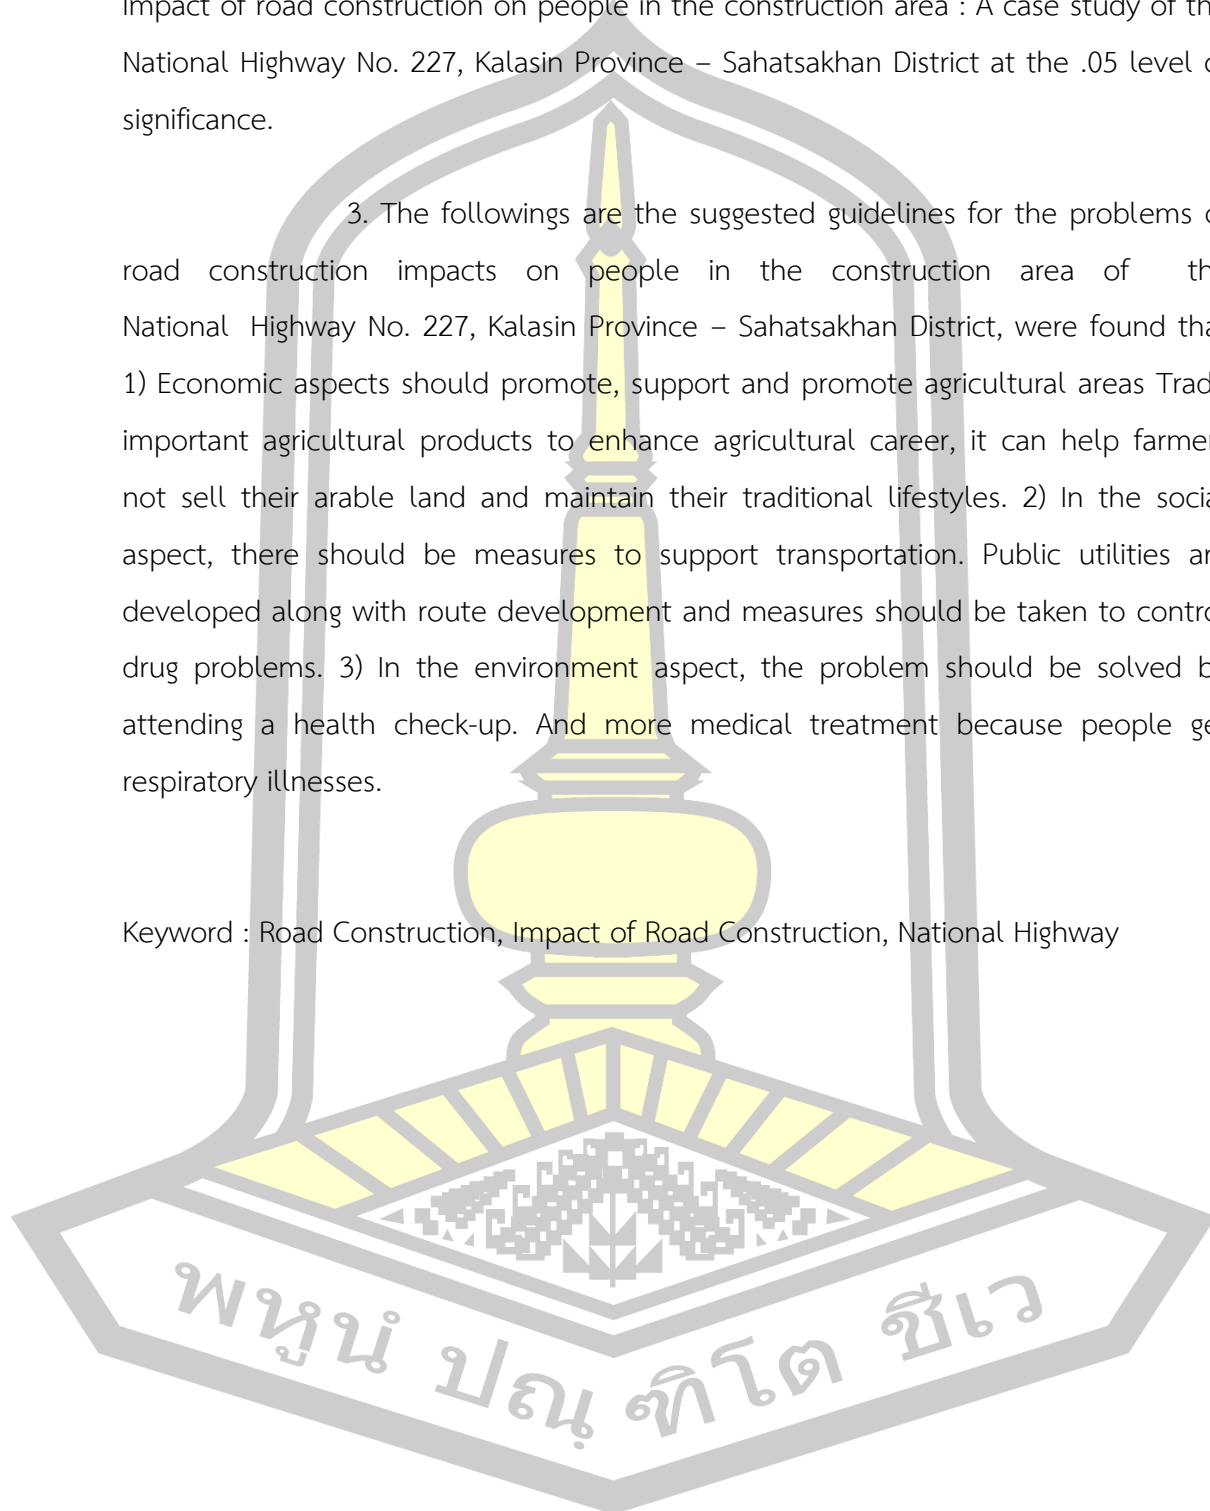 Impact of road construction on people in the construction area : A case study of
National Highway No. 227, Kalasin Province – Sahatsakhan District at the .05 level
significance.
3. The followings are the suggested guidelines for the problems
road construction impacts on people in the construction area of
National Highway No. 227, Kalasin Province – Sahatsakhan District, were found
1) Economic aspects should promote, support and promote agricultural areas
important agricultural products to enhance agricultural career, it can help
not sell their arable land and maintain their traditional lifestyles. 2) In the
aspect, there should be measures to support transportation. Public utilities
developed along with route development and measures should be taken to
drug problems. 3) In the environment aspect, the problem should be solved
attending a health check-up. And more medical treatment because people
respiratory illnesses.
Keyword : Road Construction, Impact of Road Construction, National Highway
พหูนํ ปณฺฑิโต ชีเว